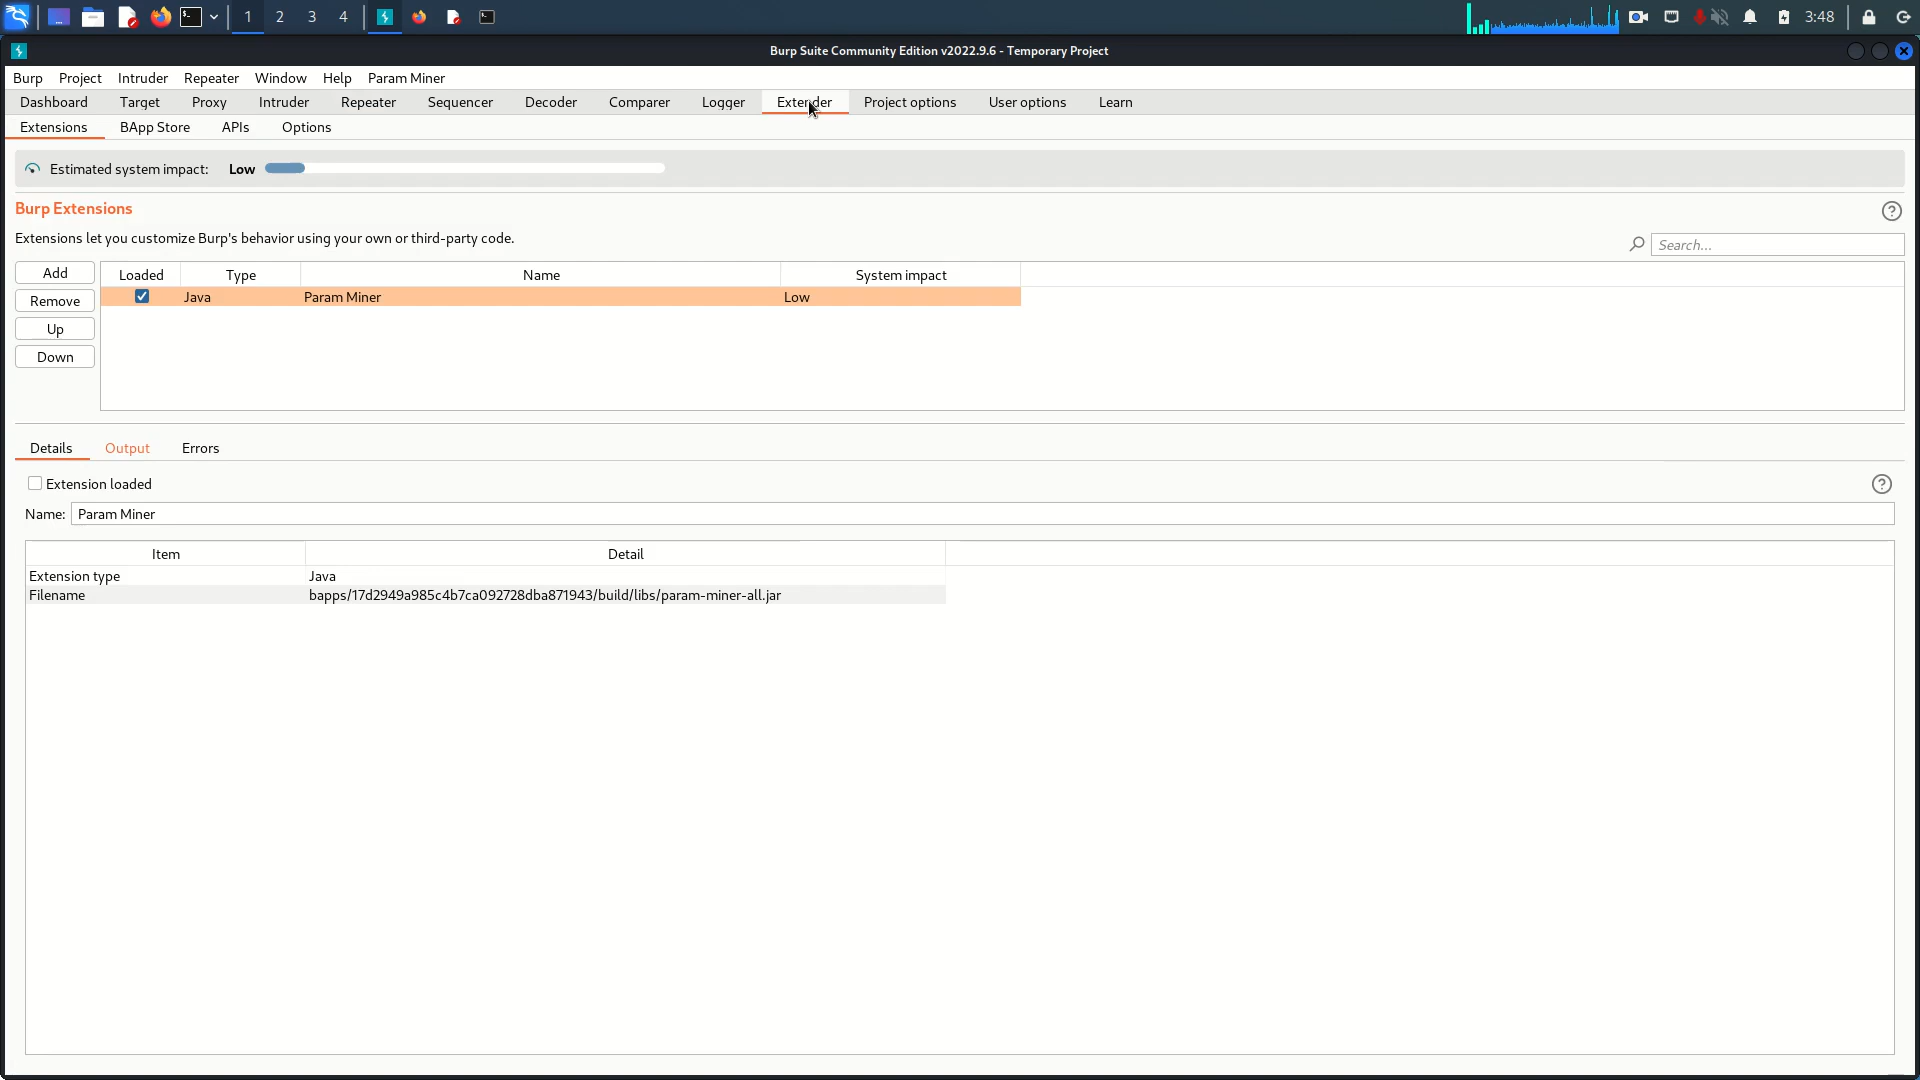 1 2 3 4 3:48
Burp Suite Community Edition v2022.9.6 - Temporary Project
Burp Project Intruder Repeater Window Help Param Miner
Dashboard Target Proxy Intruder Repeater Sequencer Decoder Comparer Logger Extender Project options User options Learn
Extensions BApp Store APIs Options
Estimated system impact: Low
Burp Extensions
?
Extensions let you customize Burp's behavior using your own or third-party code.
Search...
Add
Remove
Up
Down
Loaded Type Name System impact
Java Param Miner Low
Details Output Errors
Extension loaded
?
Name: Param Miner
Item Detail
Extension type Java
Filename bapps/17d2949a985c4b7ca092728dba871943/build/libs/param-miner-all.jar